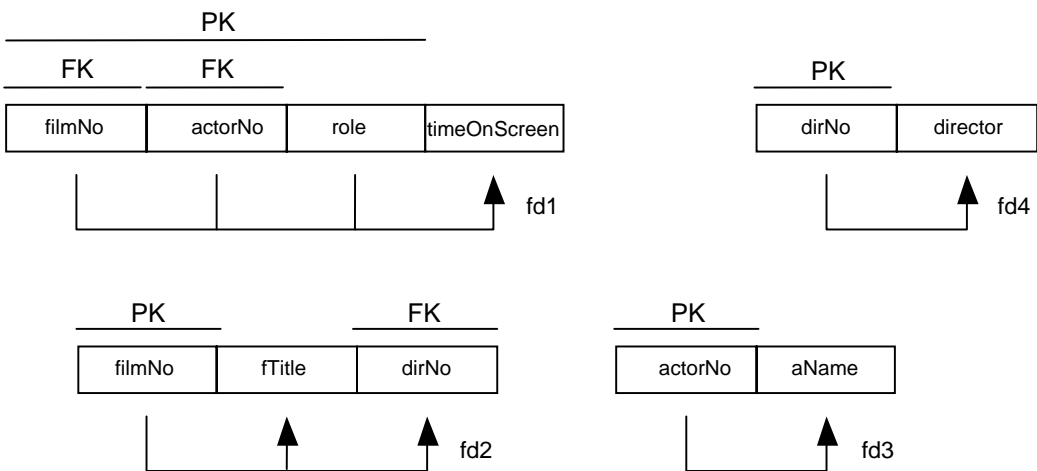 PK
FK FK PK
filmNo actorNo role timeOnScreen dirNo director
fd1 fd4
PK FK PK
filmNo fTitle dirNo actorNo aName
fd2 fd3